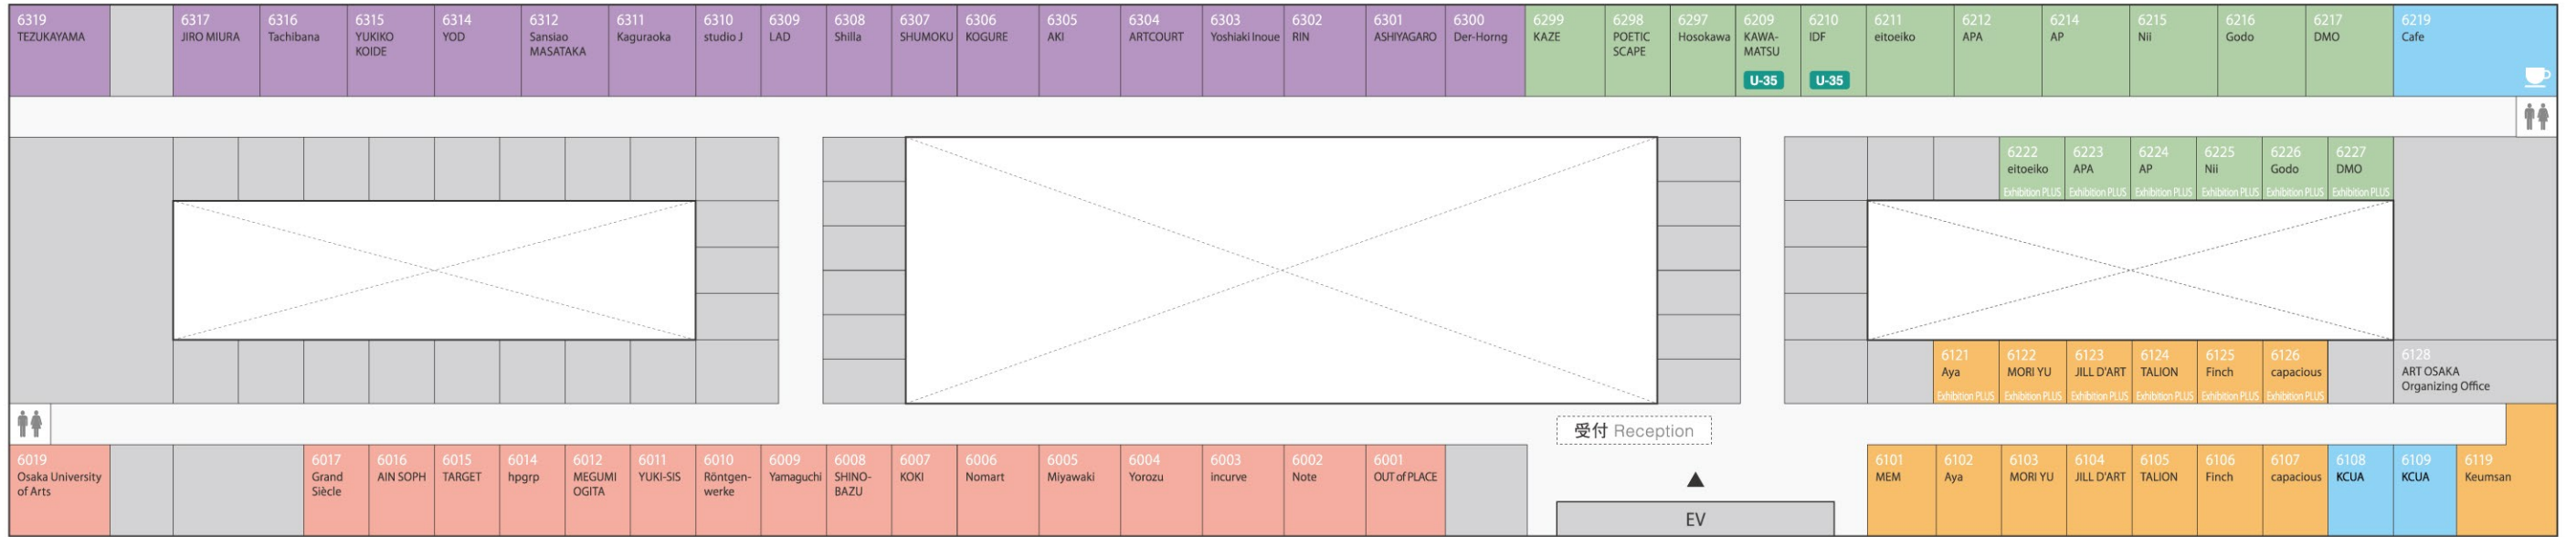 6319
TEZUKAYAMA
6317
JIRO MIURA
6316
Tachibana
6315
YUKIKO
KOIDE
6314
YOD
6312
Sansiao
MASATAKA
6311
Kaguraoka
6310
studio J
6309
LAD
6308
Shilla
6307
SHUMOKU
6306
KOGURE
6305
AKI
6304
ARTCOURT
6303
Yoshiaki Inoue
6302
RIN
6301
ASHIYAGARO
6300
Der-Horng
6299
KAZE
6298
POETIC
SCAPE
6297
Hosokawa
6209
KAWA-
MATSU
U-35
6210
IDF
U-35
6211
eitoeiko
6212
APA
6214
AP
6215
Nii
6216
Godo
6217
DMO
6219
Cafe
6222
eitoeiko
Exhibition PLUS
6223
APA
Exhibition PLUS
6224
AP
Exhibition PLUS
6225
Nii
Exhibition PLUS
6226
Godo
Exhibition PLUS
6227
DMO
Exhibition PLUS
6121
Aya
Exhibition PLUS
6122
MORI YU
Exhibition PLUS
6123
JILL D'ART
Exhibition PLUS
6124
TALION
Exhibition PLUS
6125
Finch
Exhibition PLUS
6126
capacious
Exhibition PLUS
6128
ART OSAKA
Organizing Office
受付 Reception
6019
Osaka University
of Arts
6017
Grand
Siècle
6016
AIN SOPH
6015
TARGET
6014
hpgrp
6012
MEGUMI
OGITA
6011
YUKI-SIS
6010
Röntgen-
werke
6009
Yamaguchi
6008
SHINO-
BAZU
6007
KOKI
6006
Nomart
6005
Miyawaki
6004
Yorozu
6003
incurve
6002
Note
6001
OUT of PLACE
▲
EV
6101
MEM
6102
Aya
6103
MORI YU
6104
JILL D'ART
6105
TALION
6106
Finch
6107
capacious
6108
KCUA
6109
KCUA
6119
Keumsan